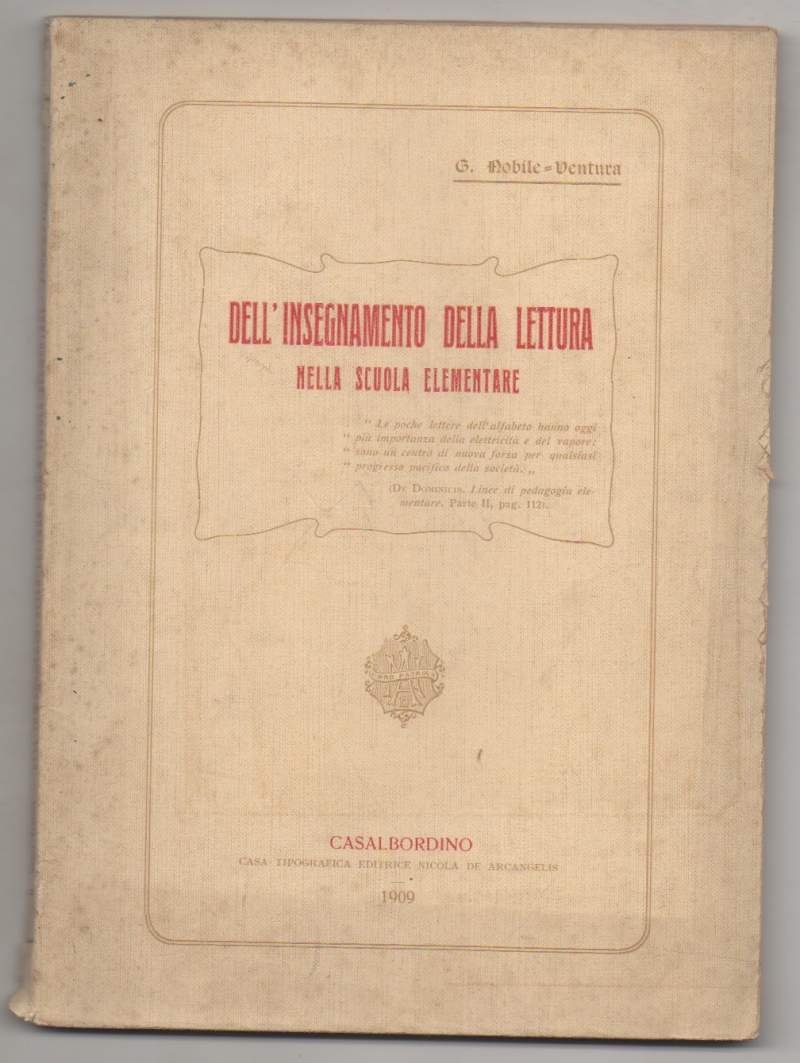 G. Nobile-Ventura
DELL'INSEGNAMENTO DELLA LETTURA
NELLA SCUOLA ELEMENTARE
" Le poche lettere dell'alfabeto hanno oggi
" più importanza della elettricità e del vapore:
" sono un centro di nuova forza per qualsiasi
" progresso pacifico della società. „
(De Dominicis. Linee di pedagogia ele-
mentare. Parte II, pag. 112).
PRO PATRIA
CASALBORDINO
CASA TIPOGRAFICA EDITRICE NICOLA DE ARCANGELIS
1909